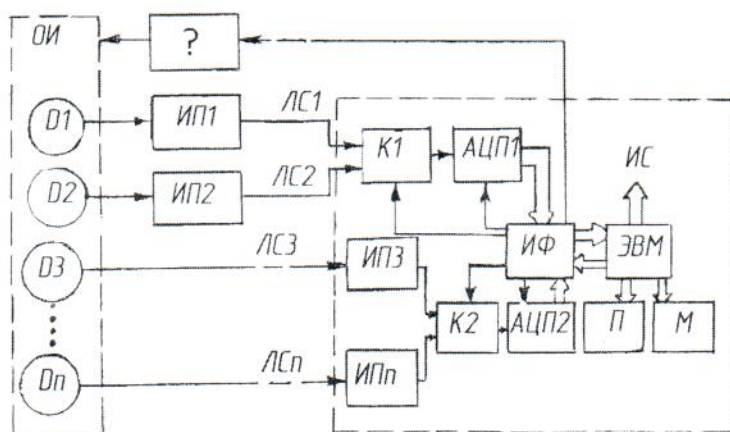 ОИ
?
D1
ИП1
ЛС1
К1
АЦП1
ИС
D2
ИП2
ЛС2
ИФ
ЭВМ
D3
ЛС3
ИП3
К2
АЦП2
П
М
Dn
ЛСn
ИПn